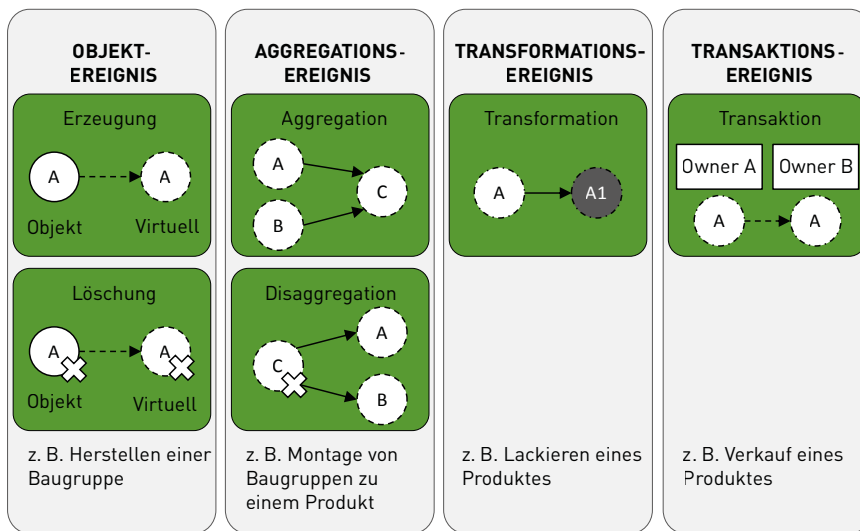 OBJEKT-
EREIGNIS
Erzeugung
A
A
Objekt
Virtuell
Löschung
A
A
Objekt
Virtuell
z. B. Herstellen einer
Baugruppe
AGGREGATIONS-
EREIGNIS
Aggregation
A
B
C
Disaggregation
C
A
B
z. B. Montage von
Baugruppen zu
einem Produkt
TRANSFORMATIONS-
EREIGNIS
Transformation
A
A1
z. B. Lackieren eines
Produktes
TRANSAKTIONS-
EREIGNIS
Transaktion
Owner A
Owner B
A
A
z. B. Verkauf eines
Produktes